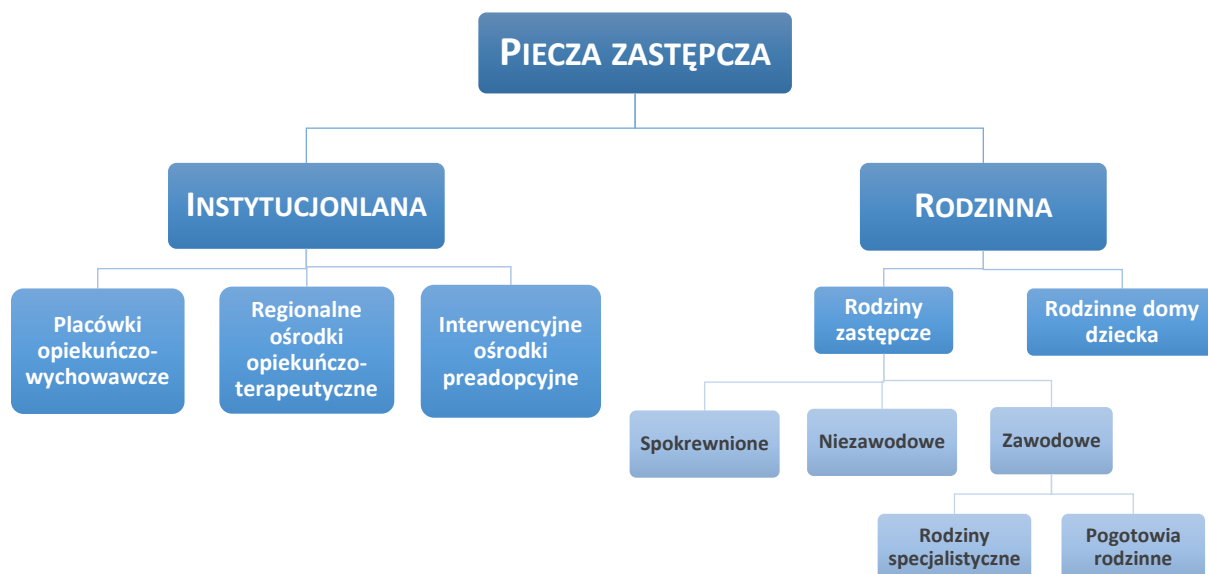 PIECZA ZASTĘPCZA
INSTYTUCJONLANA
RODZINNA
Placówki
opiekuńczo-
wychowawcze
Regionalne
ośrodki
opiekuńczo-
terapeutyczne
Interwencyjne
ośrodki
preadopcyjne
Rodziny
zastępcze
Rodzinne domy
dziecka
Spokrewnione
Niezawodowe
Zawodowe
Rodziny
specjalistyczne
Pogotowia
rodzinne